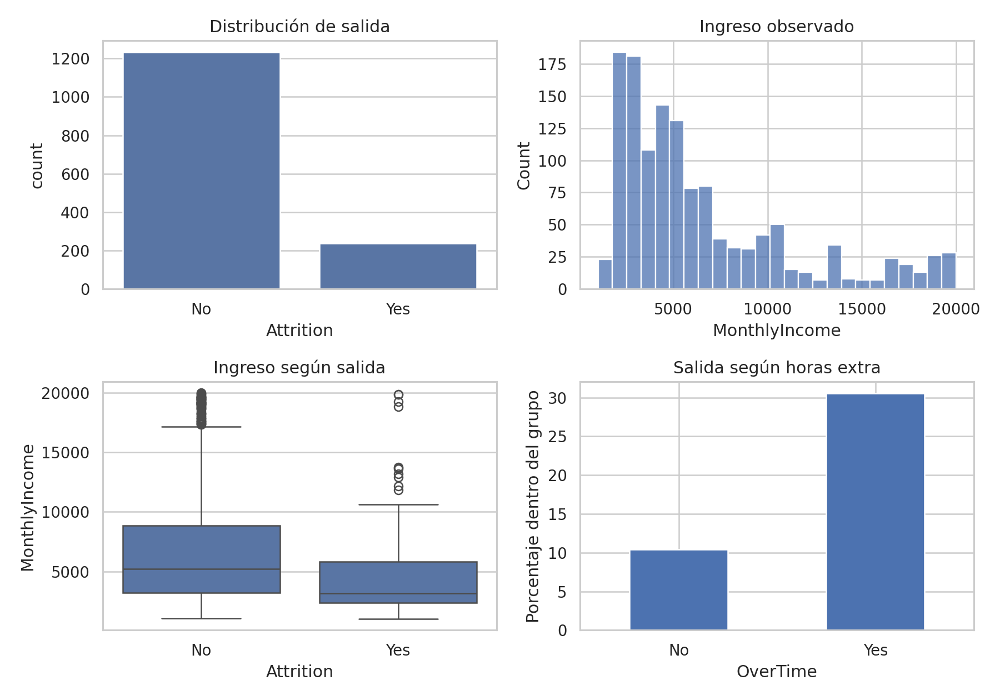 Distribución de salida
count
1200
1000
800
600
400
200
0
No Yes
Attrition
Ingreso observado
Count
175
150
125
100
75
50
25
0
5000 10000 15000 20000
MonthlyIncome
Ingreso según salida
MonthlyIncome
20000
15000
10000
5000
No Yes
Attrition
Salida según horas extra
Porcentaje dentro del grupo
30
25
20
15
10
5
0
No Yes
OverTime